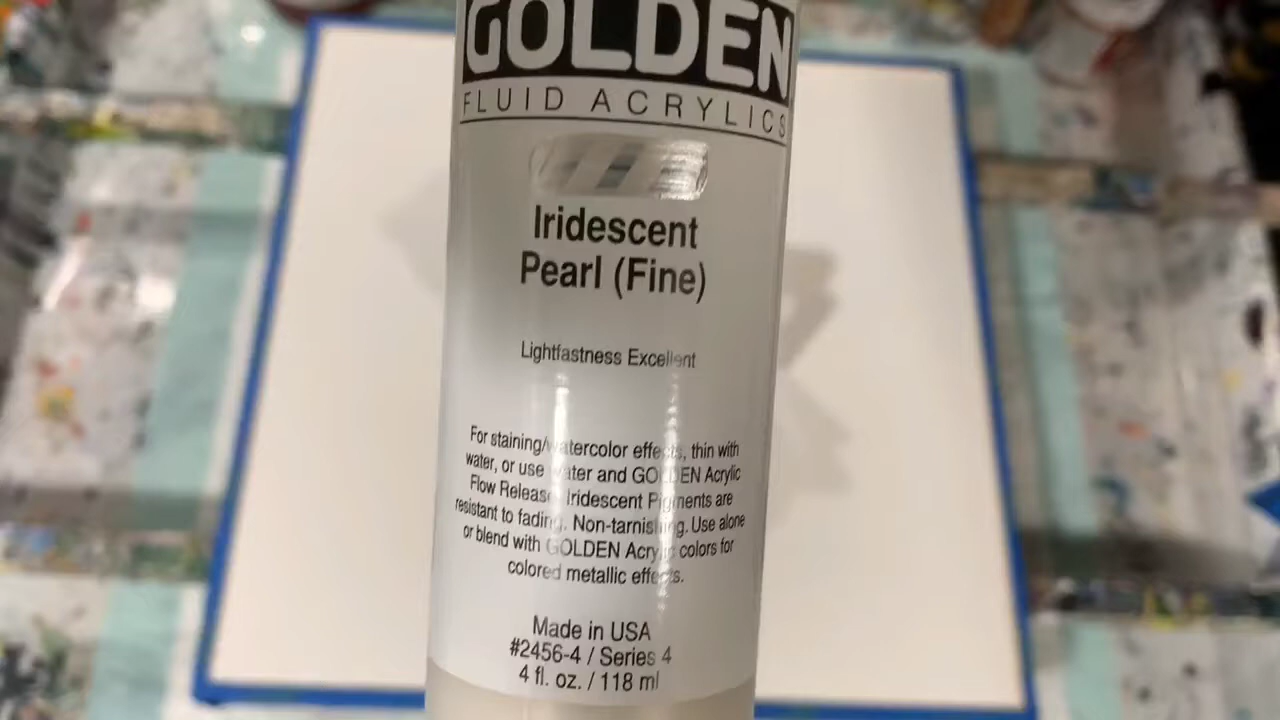 GOLDEN
FLUID ACRYLICS
Iridescent
Pearl (Fine)
Lightfastness Excellent
For staining/watercolor effects, thin with
water, or use water and GOLDEN Acrylic
Flow Release. Iridescent Pigments are
resistant to fading. Non-tarnishing. Use alone
or blend with GOLDEN Acrylic colors for
colored metallic effects.
Made in USA
#2456-4 / Series 4
4 fl. oz. / 118 ml